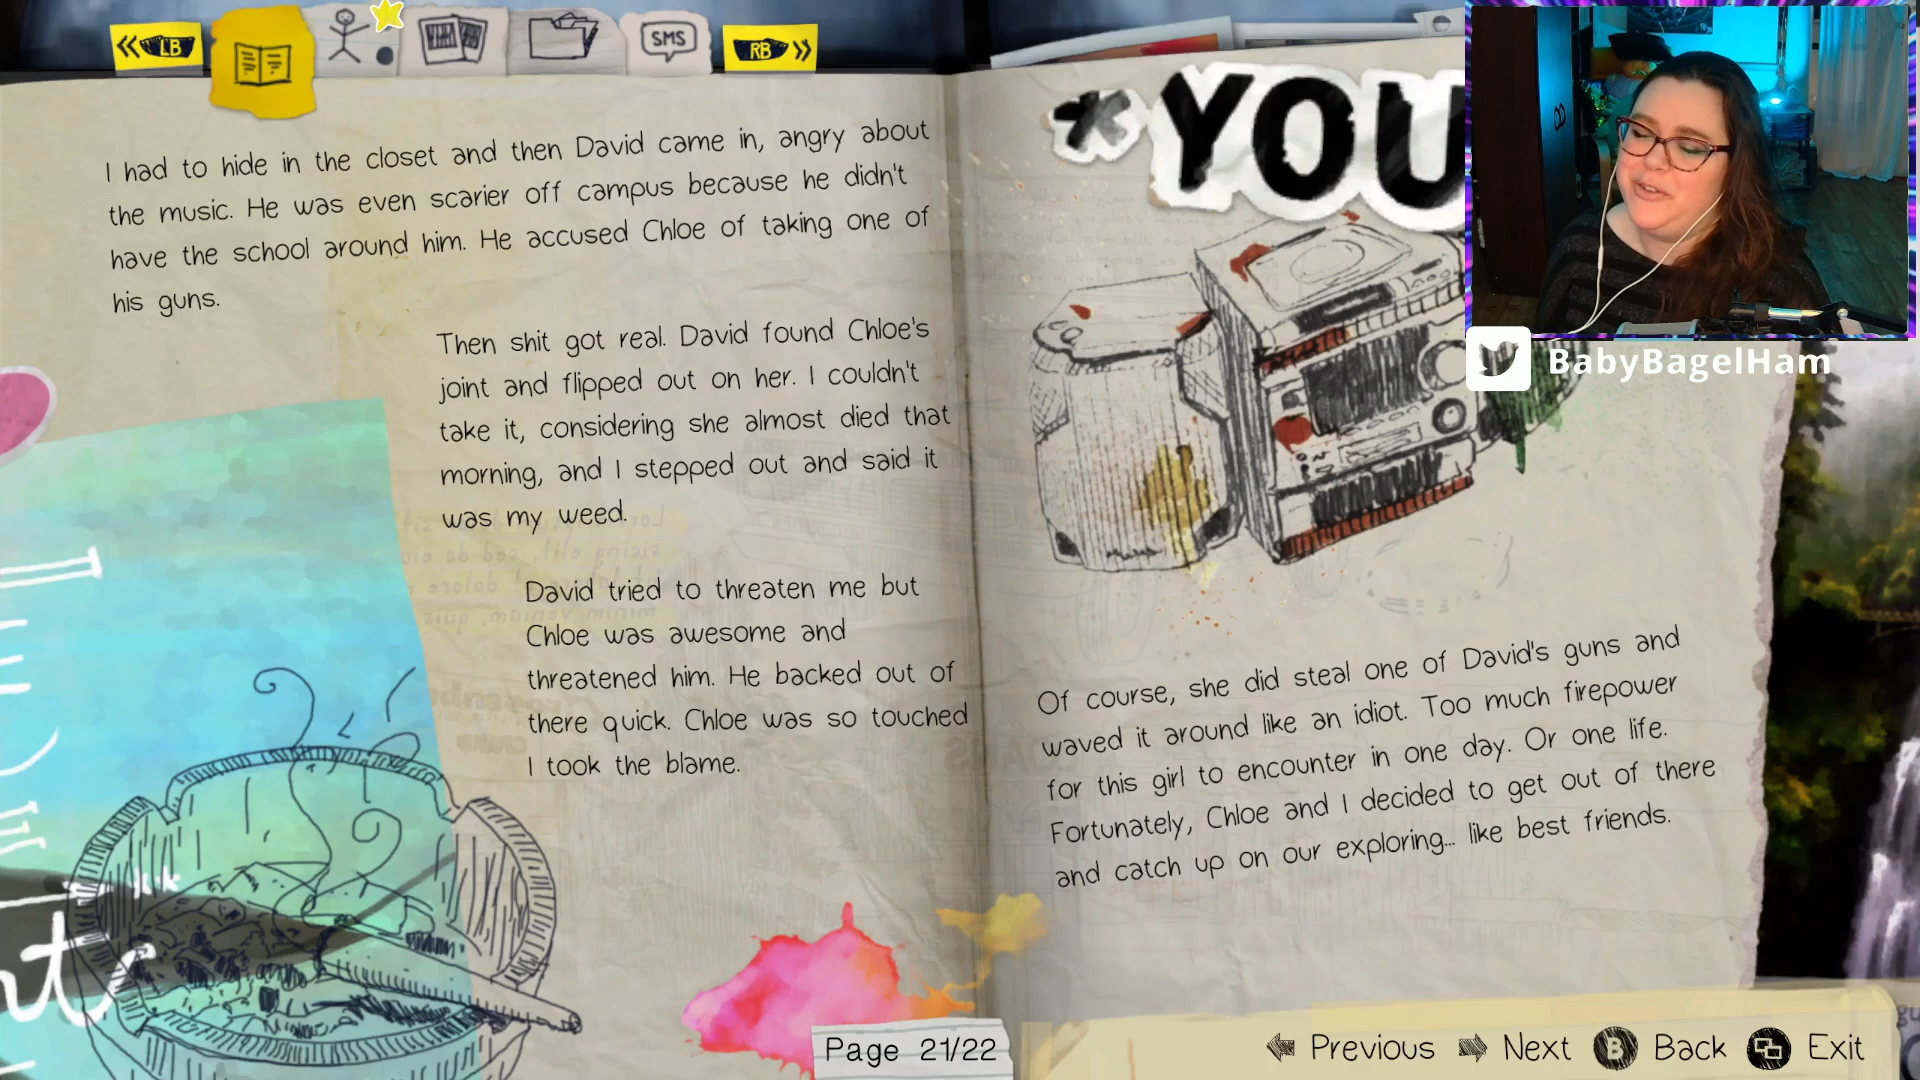 LB
SMS
RB
I had to hide in the closet and then David came in, angry about
the music. He was even scarier off campus because he didn't
have the school around him. He accused Chloe of taking one of
his guns.
Then shit got real. David found Chloe's
joint and flipped out on her. I couldn't
take it, considering she almost died that
morning, and I stepped out and said it
was my weed.
David tried to threaten me but
Chloe was awesome and
threatened him. He backed out of
there quick. Chloe was so touched
I took the blame.
*YOU
BabyBagelHam
Of course, she did steal one of David's guns and
waved it around like an idiot. Too much firepower
for this girl to encounter in one day. Or one life.
Fortunately, Chloe and I decided to get out of there
and catch up on our exploring... like best friends.
Page 21/22
Previous Next B Back Exit